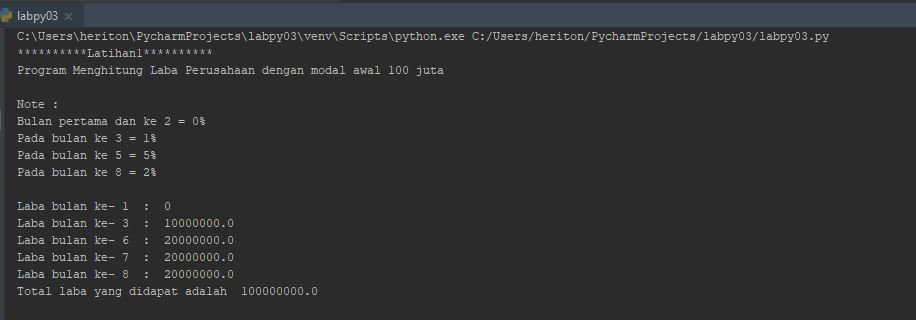 labpy03
C:\Users\heriton\PycharmProjects\labpy03\venv\Scripts\python.exe C:/Users/heriton/PycharmProjects/labpy03/labpy03.py
**********Latihan1**********
Program Menghitung Laba Perusahaan dengan modal awal 100 juta
Note :
Bulan pertama dan ke 2 = 0%
Pada bulan ke 3 = 1%
Pada bulan ke 5 = 5%
Pada bulan ke 8 = 2%
Laba bulan ke- 1  :  0
Laba bulan ke- 3  :  10000000.0
Laba bulan ke- 6  :  20000000.0
Laba bulan ke- 7  :  20000000.0
Laba bulan ke- 8  :  20000000.0
Total laba yang didapat adalah  100000000.0